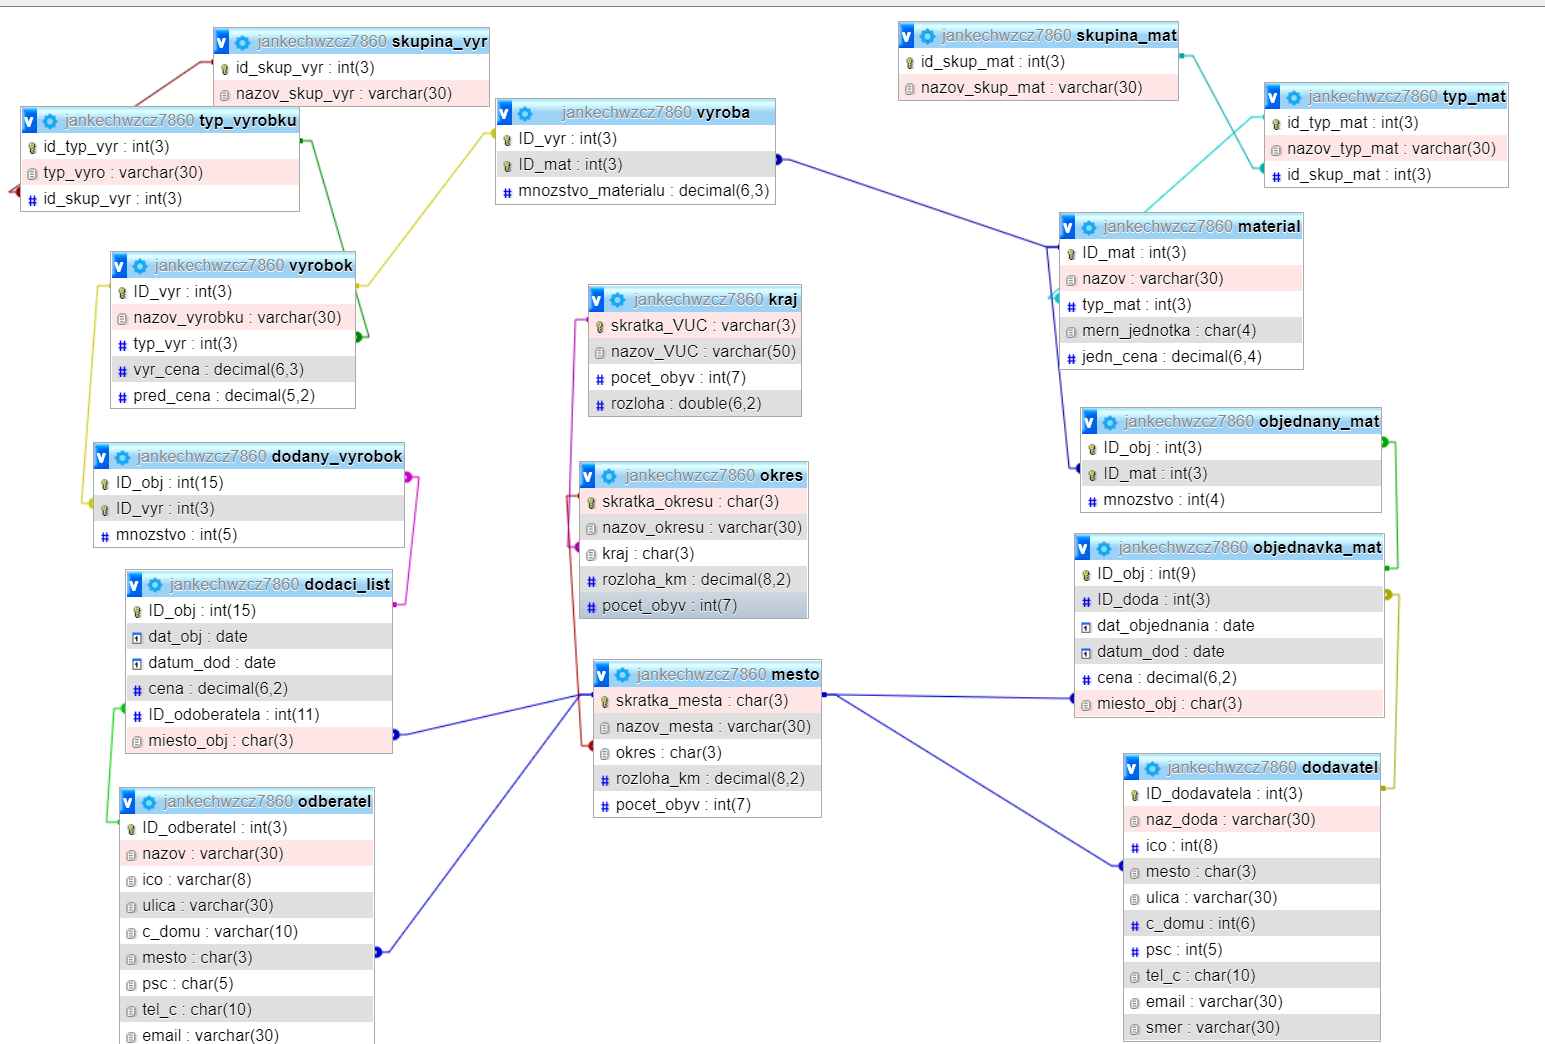 jankechwzcz7860 skupina_vyr
id_skup_vyr : int(3)
nazov_skup_vyr : varchar(30)
jankechwzcz7860 typ_vyrobku
id_typ_vyr : int(3)
typ_vyro : varchar(30)
id_skup_vyr : int(3)
jankechwzcz7860 vyroba
ID_vyr : int(3)
ID_mat : int(3)
mnozstvo_materialu : decimal(6,3)
jankechwzcz7860 skupina_mat
id_skup_mat : int(3)
nazov_skup_mat : varchar(30)
jankechwzcz7860 typ_mat
id_typ_mat : int(3)
nazov_typ_mat : varchar(30)
id_skup_mat : int(3)
jankechwzcz7860 vyrobok
ID_vyr : int(3)
nazov_vyrobku : varchar(30)
typ_vyr : int(3)
vyr_cena : decimal(6,3)
pred_cena : decimal(5,2)
jankechwzcz7860 kraj
skratka_VUC : varchar(3)
nazov_VUC : varchar(50)
pocet_obyv : int(7)
rozloha : double(6,2)
jankechwzcz7860 material
ID_mat : int(3)
nazov : varchar(30)
typ_mat : int(3)
mern_jednotka : char(4)
jedn_cena : decimal(6,4)
jankechwzcz7860 dodany_vyrobok
ID_obj : int(15)
ID_vyr : int(3)
mnozstvo : int(5)
jankechwzcz7860 okres
skratka_okresu : char(3)
nazov_okresu : varchar(30)
kraj : char(3)
rozloha_km : decimal(8,2)
pocet_obyv : int(7)
jankechwzcz7860 objednany_mat
ID_obj : int(3)
ID_mat : int(3)
mnozstvo : int(4)
jankechwzcz7860 dodaci_list
ID_obj : int(15)
dat_obj : date
datum_dod : date
cena : decimal(6,2)
ID_odoberatela : int(11)
miesto_obj : char(3)
jankechwzcz7860 mesto
skratka_mesta : char(3)
nazov_mesta : varchar(30)
okres : char(3)
rozloha_km : decimal(8,2)
pocet_obyv : int(7)
jankechwzcz7860 objednavka_mat
ID_obj : int(9)
ID_doda : int(3)
dat_objednania : date
datum_dod : date
cena : decimal(6,2)
miesto_obj : char(3)
jankechwzcz7860 odberatel
ID_odberatel : int(3)
nazov : varchar(30)
ico : varchar(8)
ulica : varchar(30)
c_domu : varchar(10)
mesto : char(3)
psc : char(5)
tel_c : char(10)
email : varchar(30)
jankechwzcz7860 dodavatel
ID_dodavatela : int(3)
naz_doda : varchar(30)
ico : int(8)
mesto : char(3)
ulica : varchar(30)
c_domu : int(6)
psc : int(5)
tel_c : char(10)
email : varchar(30)
smer : varchar(30)